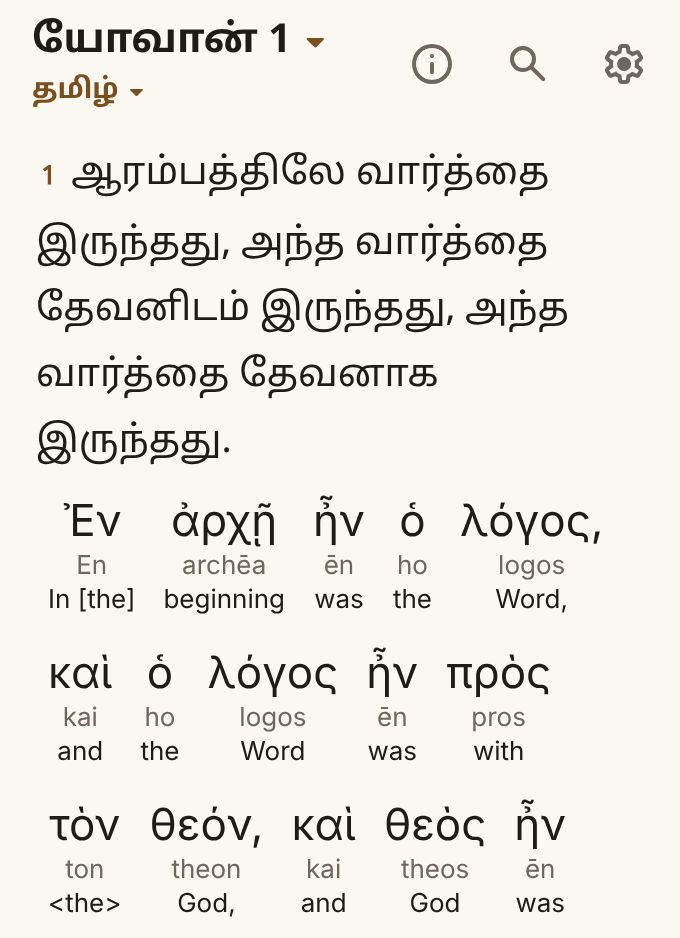 யோவான் 1
தமிழ்
1 ஆரம்பத்திலே வார்த்தை
இருந்தது, அந்த வார்த்தை
தேவனிடம் இருந்தது, அந்த
வார்த்தை தேவனாக
இருந்தது.
Ἐν ἀρχῇ ἦν ὁ λόγος,
En archēa ēn ho logos
In [the] beginning was the Word,
καὶ ὁ λόγος ἦν πρὸς
kai ho logos ēn pros
and the Word was with
τὸν θεόν, καὶ θεὸς ἦν
ton theon kai theos ēn
<the> God, and God was